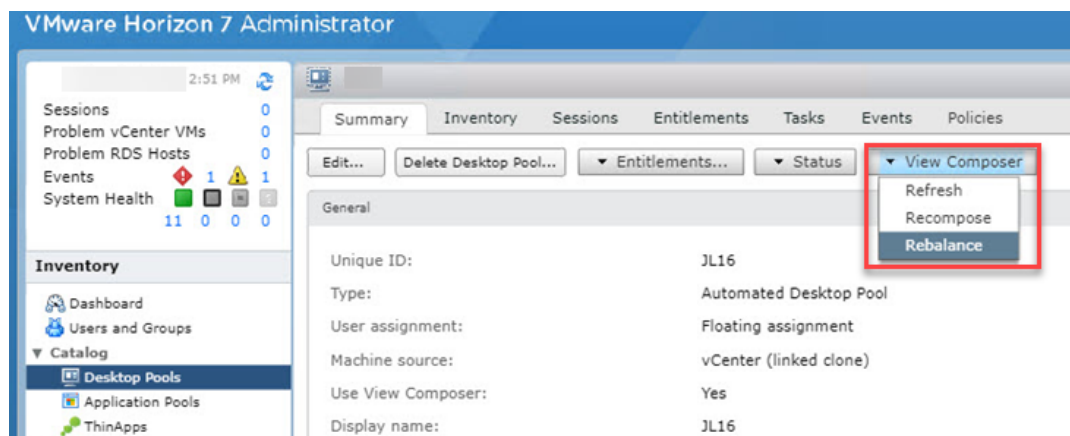 VMware Horizon 7 Administrator
2:51 PM
Sessions 0
Problem vCenter VMs 0
Problem RDS Hosts 0
Events 1 1
System Health
11 0 0 0
Inventory
Dashboard
Users and Groups
Catalog
Desktop Pools
Application Pools
ThinApps
Summary Inventory Sessions Entitlements Tasks Events Policies
Edit... Delete Desktop Pool... Entitlements... Status View Composer
Refresh
Recompose
Rebalance
General
Unique ID: JL16
Type: Automated Desktop Pool
User assignment: Floating assignment
Machine source: vCenter (linked clone)
Use View Composer: Yes
Display name: JL16